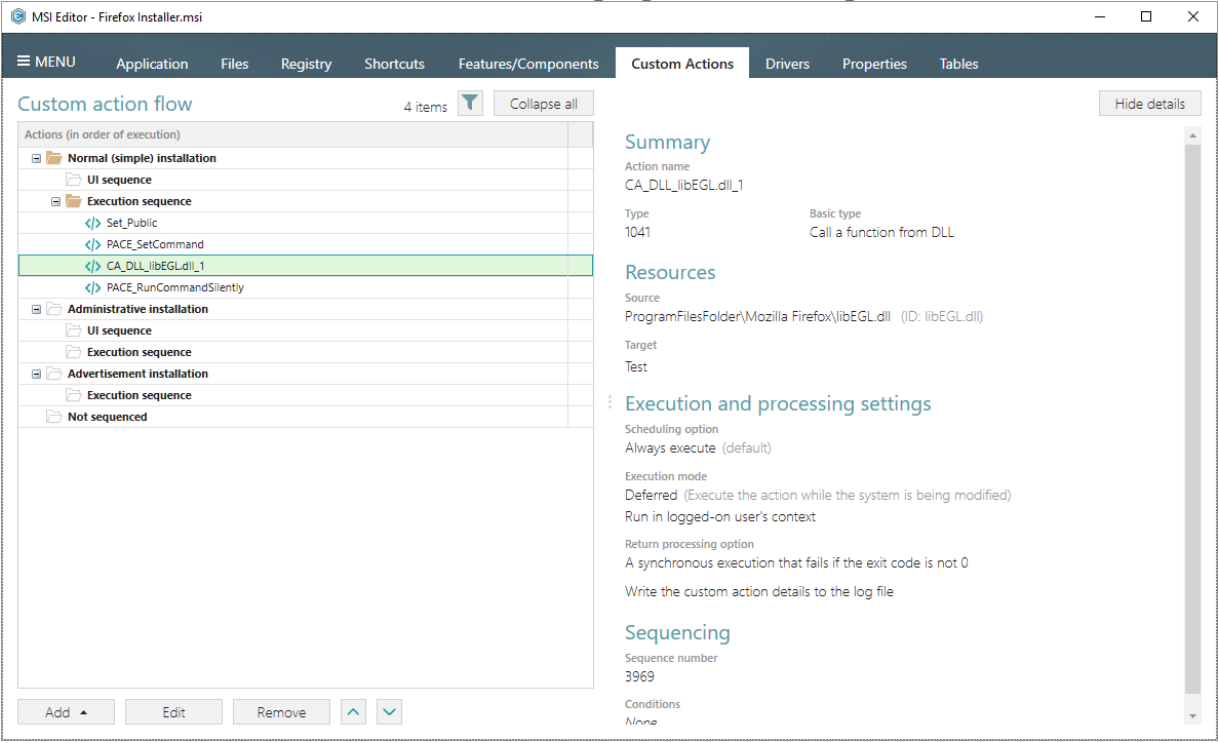 MSI Editor - Firefox Installer.msi
MENU Application Files Registry Shortcuts Features/Components Custom Actions Drivers Properties Tables
Custom action flow
4 items
Collapse all
Hide details
Actions (in order of execution)
Normal (simple) installation
UI sequence
Execution sequence
Set_Public
PACE_SetCommand
CA_DLL_libEGL.dll_1
PACE_RunCommandSilently
Administrative installation
UI sequence
Execution sequence
Advertisement installation
Execution sequence
Not sequenced
Add
Edit
Remove
Summary
Action name
CA_DLL_libEGL.dll_1
Type Basic type
1041 Call a function from DLL
Resources
Source
ProgramFilesFolder\Mozilla Firefox\libEGL.dll (ID: libEGL.dll)
Target
Test
Execution and processing settings
Scheduling option
Always execute (default)
Execution mode
Deferred (Execute the action while the system is being modified)
Run in logged-on user's context
Return processing option
A synchronous execution that fails if the exit code is not 0
Write the custom action details to the log file
Sequencing
Sequence number
3969
Conditions
None